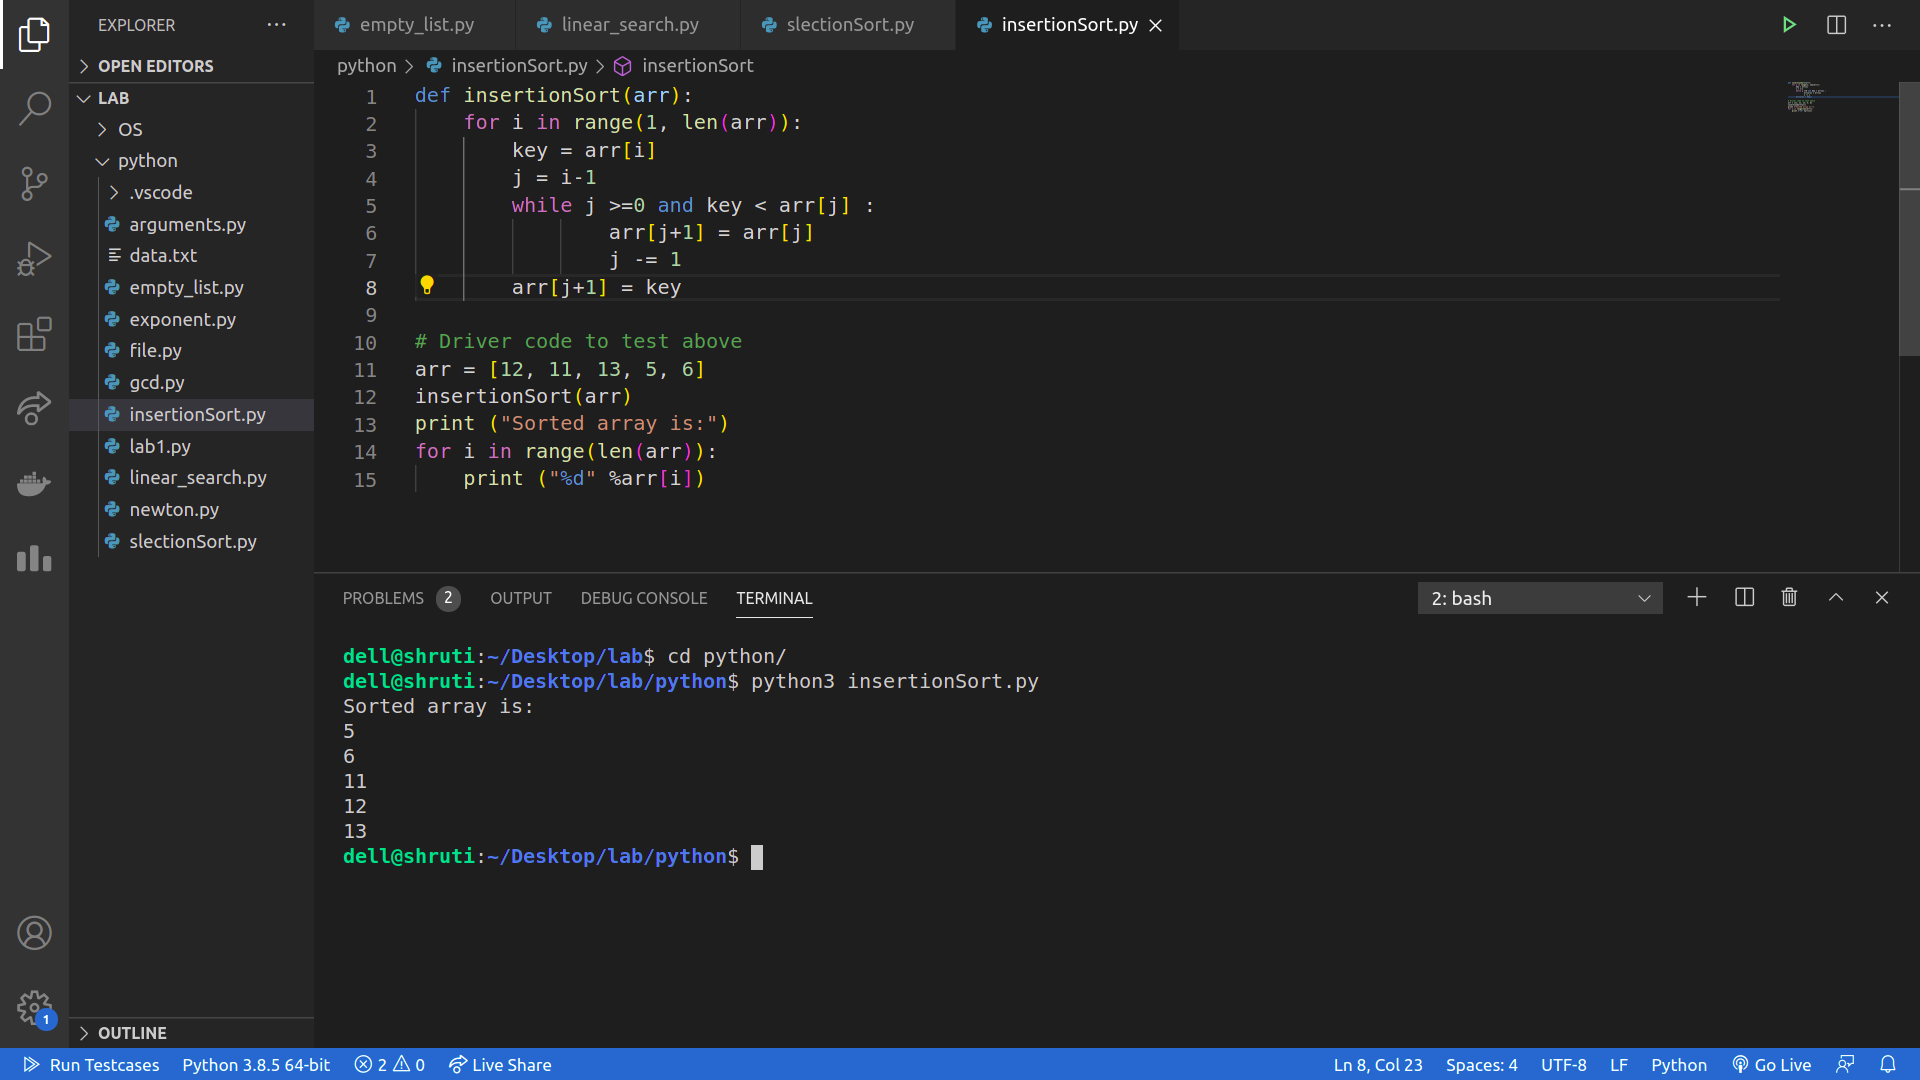 EXPLORER
OPEN EDITORS
LAB
OS
python
.vscode
arguments.py
data.txt
empty_list.py
exponent.py
file.py
gcd.py
insertionSort.py
lab1.py
linear_search.py
newton.py
slectionSort.py
OUTLINE
empty_list.py linear_search.py slectionSort.py insertionSort.py
python > insertionSort.py > insertionSort
1 def insertionSort(arr):
2     for i in range(1, len(arr)):
3         key = arr[i]
4         j = i-1
5         while j >=0 and key < arr[j] :
6                 arr[j+1] = arr[j]
7                 j -= 1
8         arr[j+1] = key
9
10 # Driver code to test above
11 arr = [12, 11, 13, 5, 6]
12 insertionSort(arr)
13 print ("Sorted array is:")
14 for i in range(len(arr)):
15     print ("%d" %arr[i])
PROBLEMS 2 OUTPUT DEBUG CONSOLE TERMINAL 2: bash
dell@shruti:~/Desktop/lab$ cd python/
dell@shruti:~/Desktop/lab/python$ python3 insertionSort.py
Sorted array is:
5
6
11
12
13
dell@shruti:~/Desktop/lab/python$
1
Run Testcases Python 3.8.5 64-bit 2 0 Live Share Ln 8, Col 23 Spaces: 4 UTF-8 LF Python Go Live